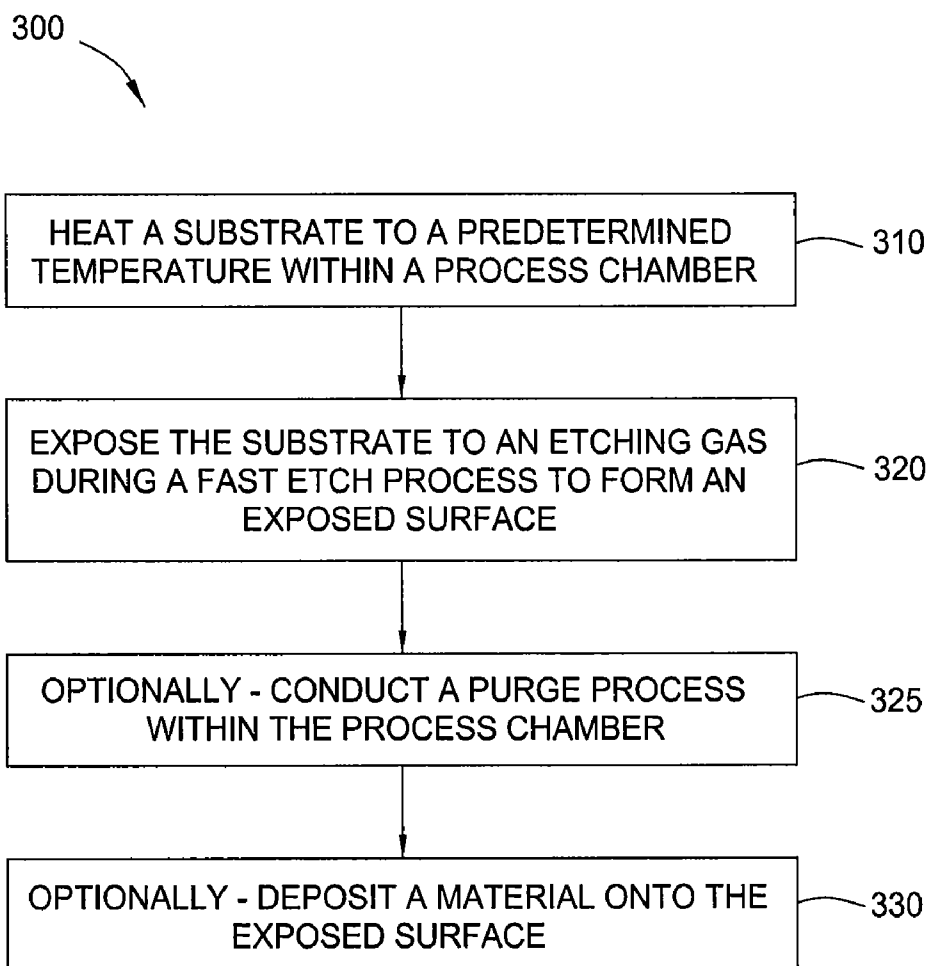 300
HEAT A SUBSTRATE TO A PREDETERMINED
TEMPERATURE WITHIN A PROCESS CHAMBER
310
EXPOSE THE SUBSTRATE TO AN ETCHING GAS
DURING A FAST ETCH PROCESS TO FORM AN
EXPOSED SURFACE
320
OPTIONALLY - CONDUCT A PURGE PROCESS
WITHIN THE PROCESS CHAMBER
325
OPTIONALLY - DEPOSIT A MATERIAL ONTO THE
EXPOSED SURFACE
330